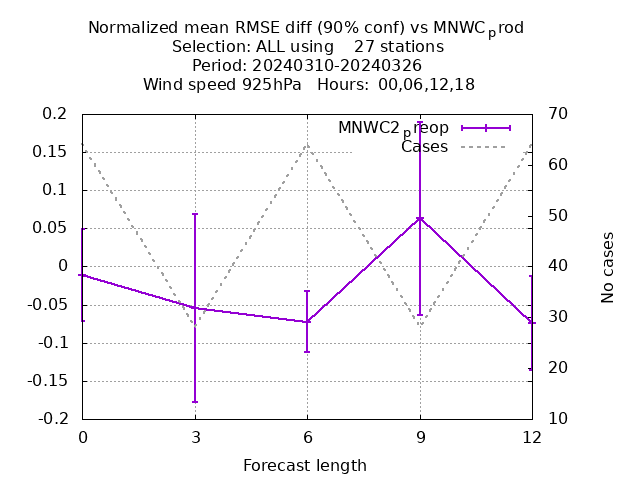 Normalized mean RMSE diff (90% conf) vs MNWCprod
Selection: ALL using    27 stations
Period: 20240310-20240326
Wind speed 925hPa   Hours:  00,06,12,18
MNWC2preop
Cases
0.2
0.15
0.1
0.05
0
-0.05
-0.1
-0.15
-0.2
70
60
50
40
30
20
10
No cases
0 3 6 9 12
Forecast length